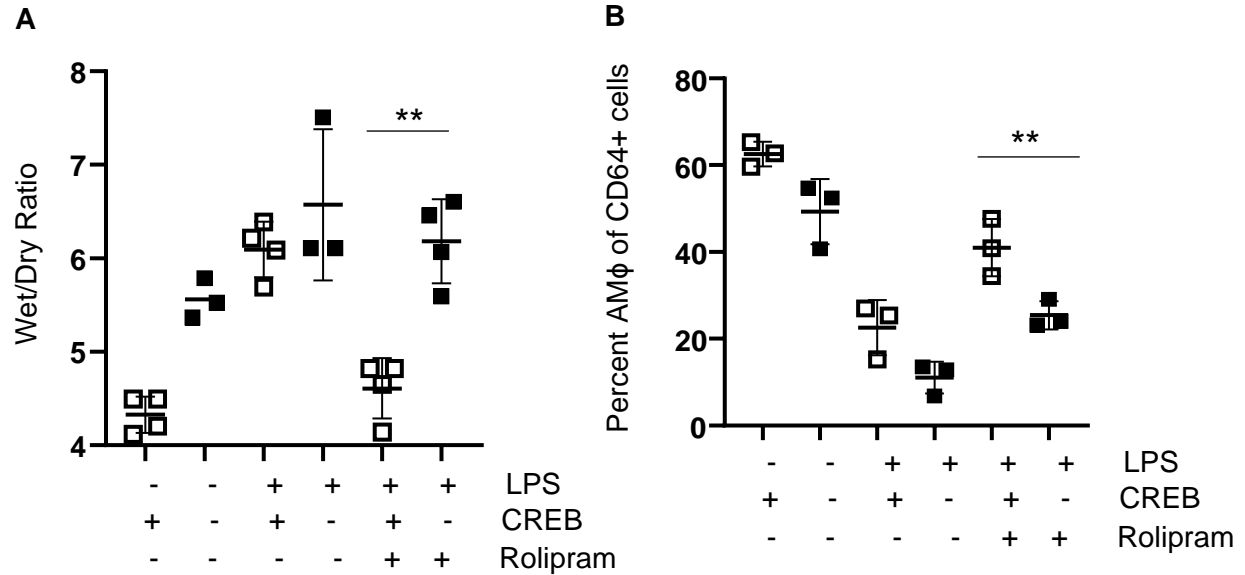 A
Wet/Dry Ratio
8
7
6
5
4
**
- - + + + + LPS
+ - + - + - CREB
- - - - + + Rolipram
B
Percent AMϕ of CD64+ cells
80
60
40
20
0
**
- - + + + + LPS
+ - + - + - CREB
- - - - + + Rolipram